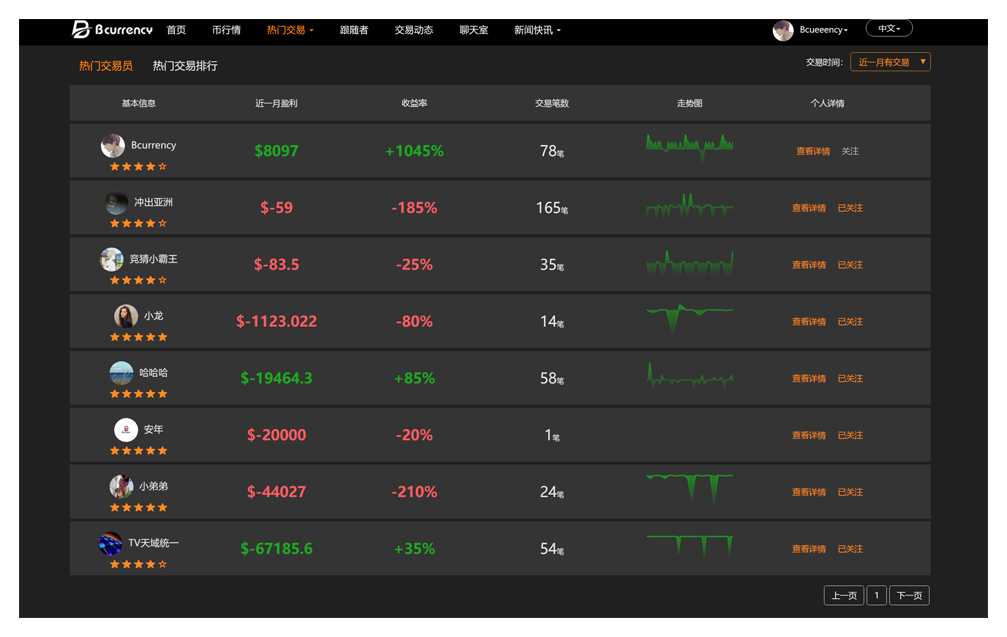 Bcurrency 首页 币行情 热门交易 跟随者 交易动态 聊天室 新闻快讯 Bcueeency 中文
热门交易员 热门交易排行 交易时间: 近一月有交易
基本信息 近一月盈利 收益率 交易笔数 走势图 个人详情
Bcurrency $8097 +1045% 78笔 查看详情 关注
★★★★☆
冲出亚洲 $-59 -185% 165笔 查看详情 已关注
★★★★☆
竞猜小霸王 $-83.5 -25% 35笔 查看详情 已关注
★★★★☆
小龙 $-1123.022 -80% 14笔 查看详情 已关注
★★★★★
哈哈哈 $-19464.3 +85% 58笔 查看详情 已关注
★★★★★
安年 $-20000 -20% 1笔 查看详情 已关注
★★★★★
小弟弟 $-44027 -210% 24笔 查看详情 已关注
★★★★★
TV天域统一 $-67185.6 +35% 54笔 查看详情 已关注
★★★★☆
上一页 1 下一页